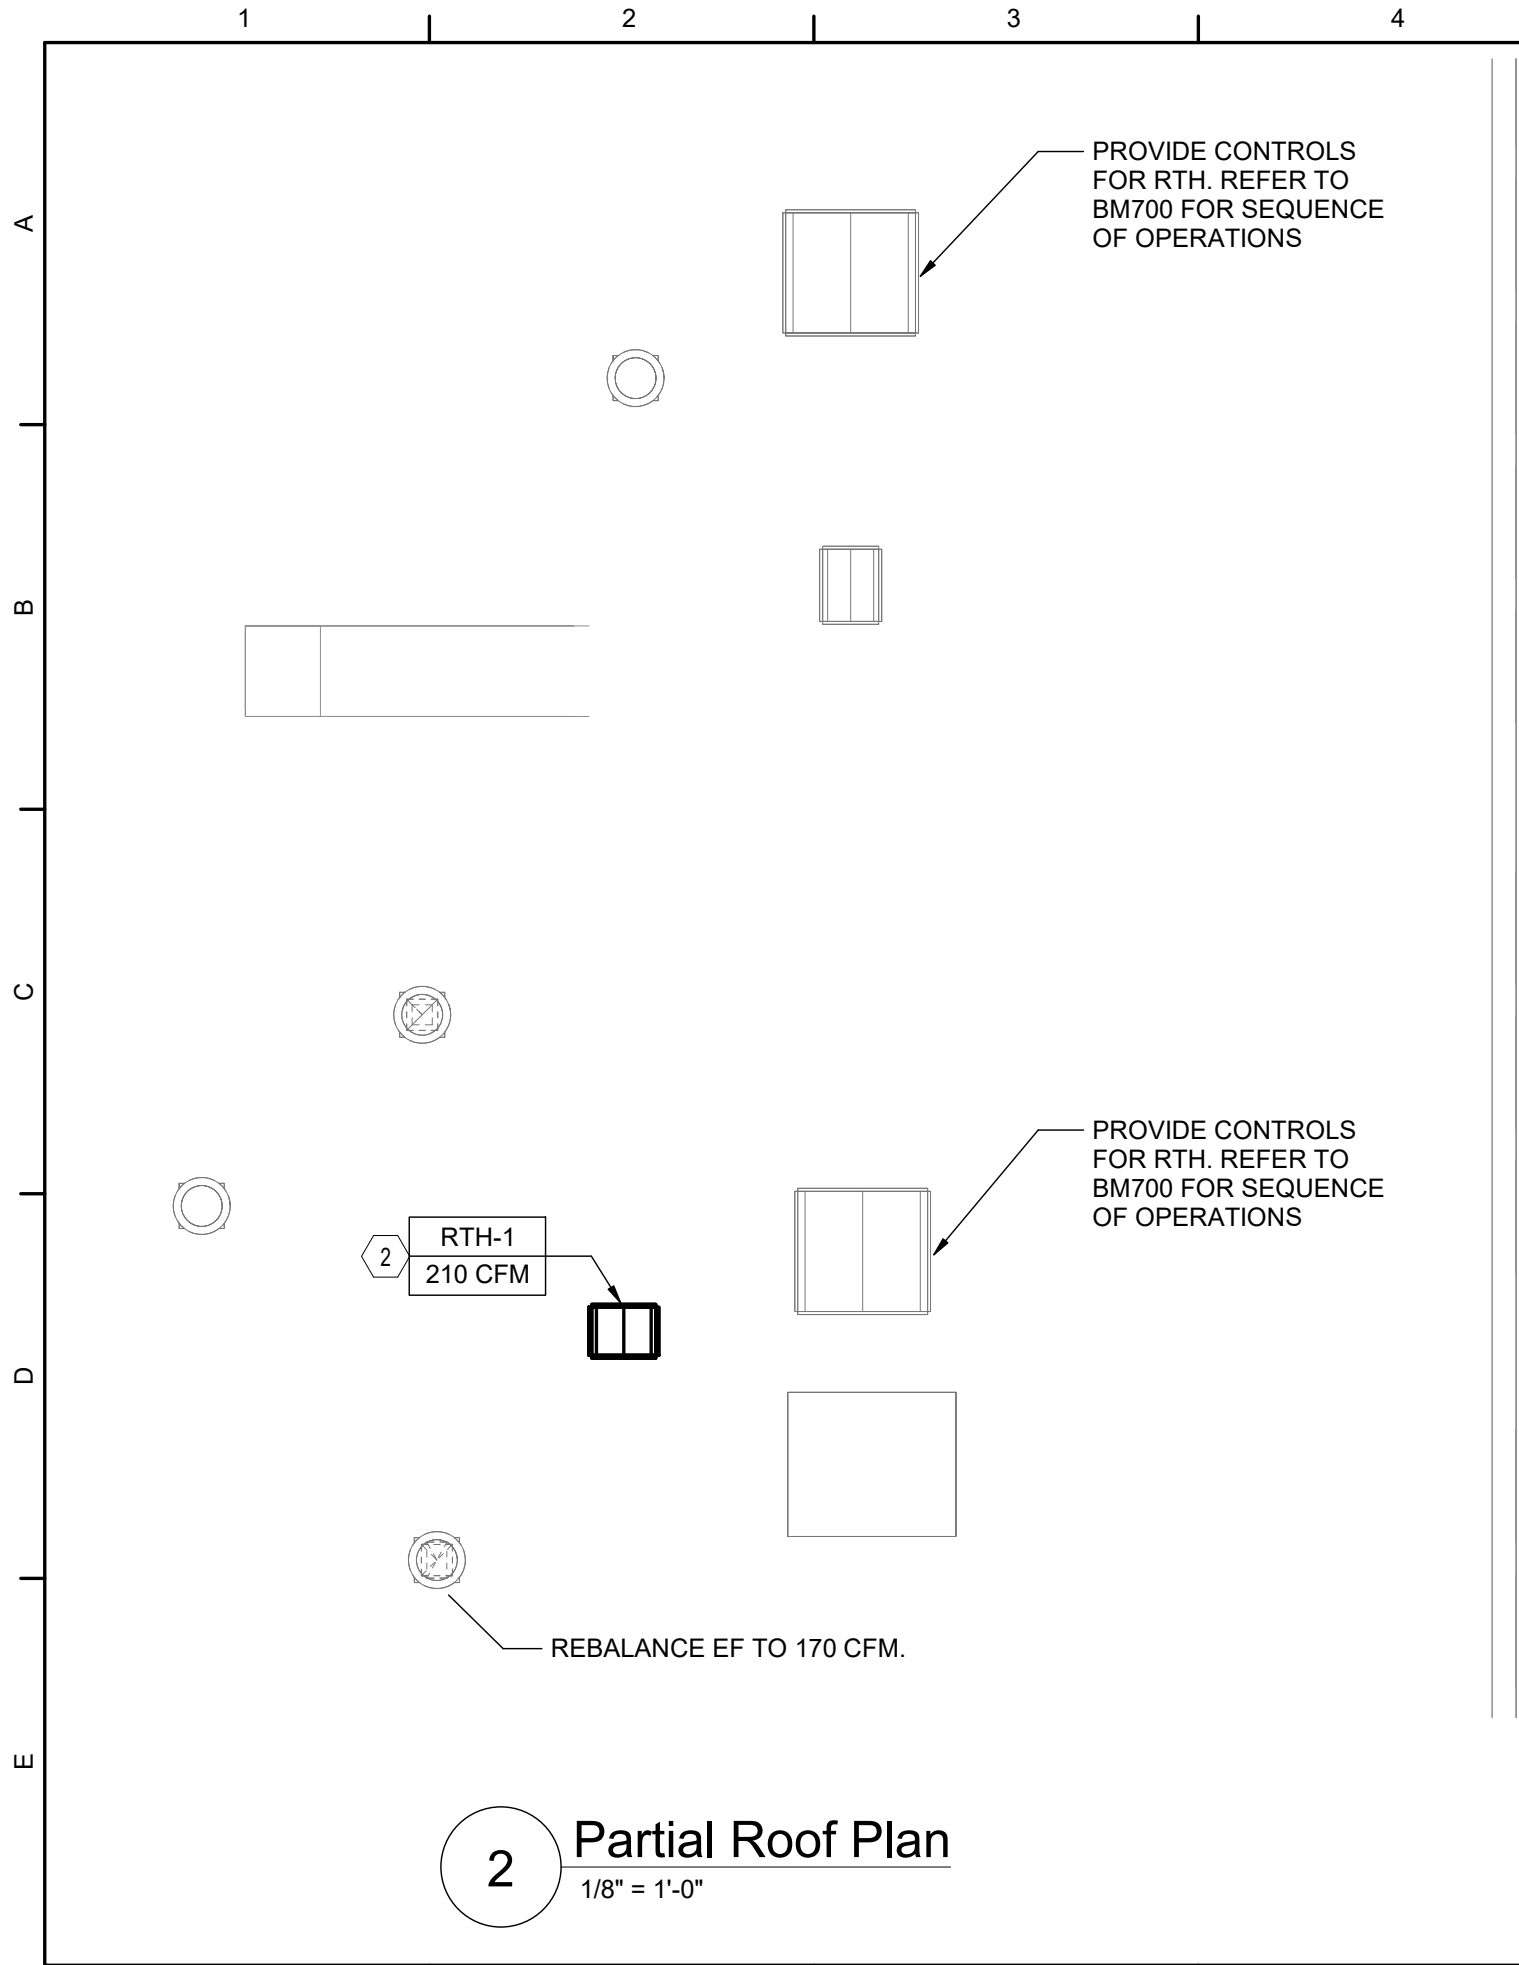 1
2
3
4
A
PROVIDE CONTROLS
FOR RTH. REFER TO
BM700 FOR SEQUENCE
OF OPERATIONS
B
C
PROVIDE CONTROLS
FOR RTH. REFER TO
BM700 FOR SEQUENCE
OF OPERATIONS
2
RTH-1
210 CFM
D
REBALANCE EF TO 170 CFM.
E
2
Partial Roof Plan
1/8" = 1'-0"